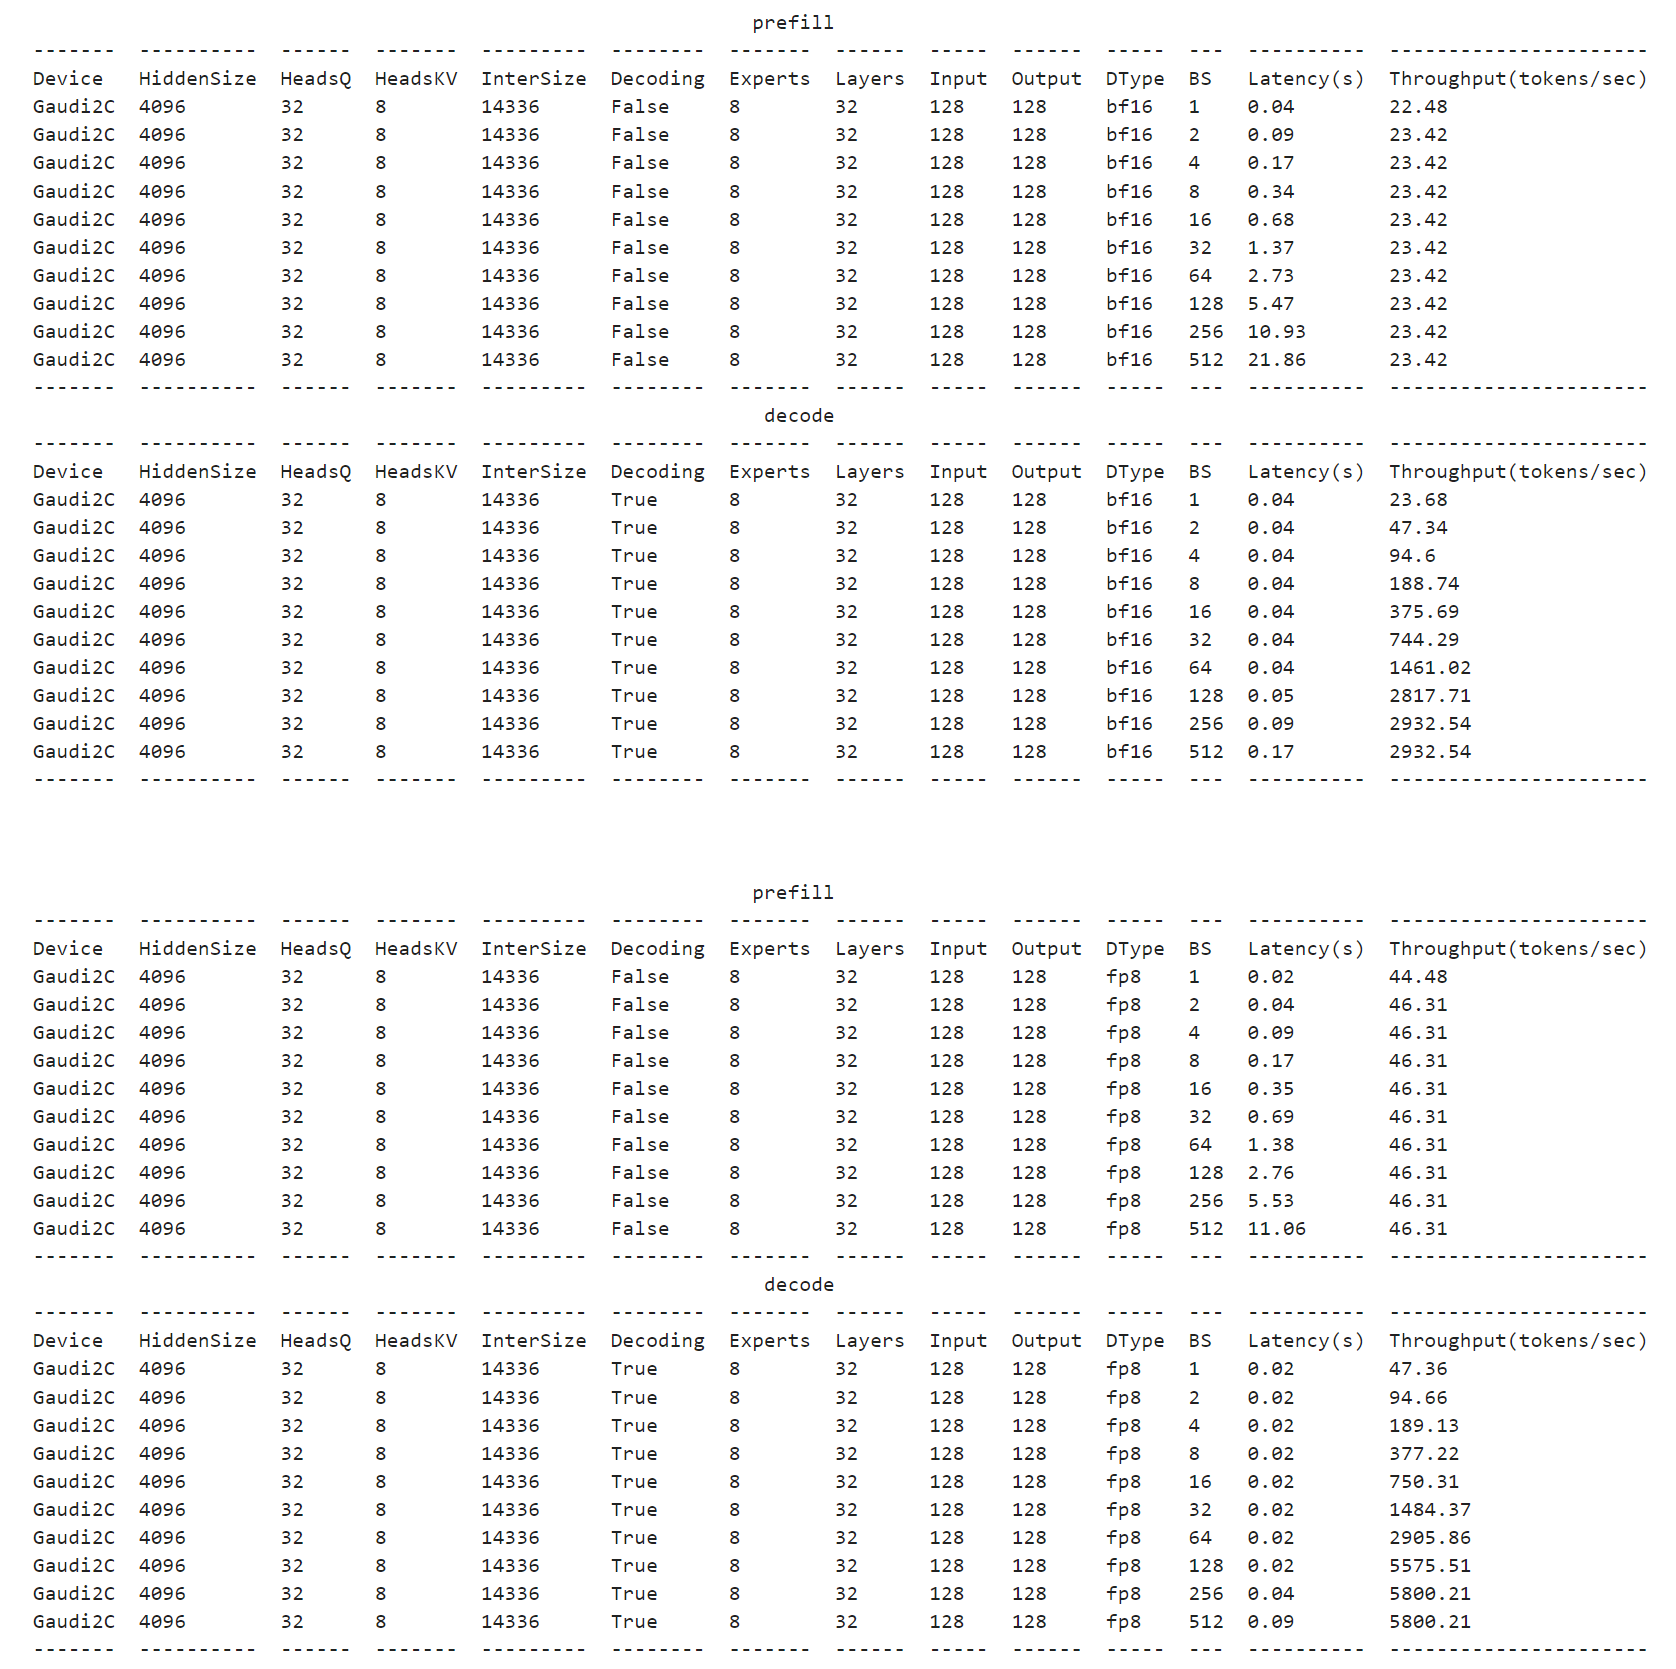 prefill
-------  ----------  ------  -------  ---------  --------  -------  ------  -----  ------  -----  ---  ----------  ----------------------
Device   HiddenSize  HeadsQ  HeadsKV  InterSize  Decoding  Experts  Layers  Input  Output  DType  BS   Latency(s)  Throughput(tokens/sec)
Gaudi2C  4096        32      8        14336      False     8        32      128    128     bf16   1    0.04        22.48
Gaudi2C  4096        32      8        14336      False     8        32      128    128     bf16   2    0.09        23.42
Gaudi2C  4096        32      8        14336      False     8        32      128    128     bf16   4    0.17        23.42
Gaudi2C  4096        32      8        14336      False     8        32      128    128     bf16   8    0.34        23.42
Gaudi2C  4096        32      8        14336      False     8        32      128    128     bf16   16   0.68        23.42
Gaudi2C  4096        32      8        14336      False     8        32      128    128     bf16   32   1.37        23.42
Gaudi2C  4096        32      8        14336      False     8        32      128    128     bf16   64   2.73        23.42
Gaudi2C  4096        32      8        14336      False     8        32      128    128     bf16   128  5.47        23.42
Gaudi2C  4096        32      8        14336      False     8        32      128    128     bf16   256  10.93       23.42
Gaudi2C  4096        32      8        14336      False     8        32      128    128     bf16   512  21.86       23.42
-------  ----------  ------  -------  ---------  --------  -------  ------  -----  ------  -----  ---  ----------  ----------------------
decode
-------  ----------  ------  -------  ---------  --------  -------  ------  -----  ------  -----  ---  ----------  ----------------------
Device   HiddenSize  HeadsQ  HeadsKV  InterSize  Decoding  Experts  Layers  Input  Output  DType  BS   Latency(s)  Throughput(tokens/sec)
Gaudi2C  4096        32      8        14336      True      8        32      128    128     bf16   1    0.04        23.68
Gaudi2C  4096        32      8        14336      True      8        32      128    128     bf16   2    0.04        47.34
Gaudi2C  4096        32      8        14336      True      8        32      128    128     bf16   4    0.04        94.6
Gaudi2C  4096        32      8        14336      True      8        32      128    128     bf16   8    0.04        188.74
Gaudi2C  4096        32      8        14336      True      8        32      128    128     bf16   16   0.04        375.69
Gaudi2C  4096        32      8        14336      True      8        32      128    128     bf16   32   0.04        744.29
Gaudi2C  4096        32      8        14336      True      8        32      128    128     bf16   64   0.04        1461.02
Gaudi2C  4096        32      8        14336      True      8        32      128    128     bf16   128  0.05        2817.71
Gaudi2C  4096        32      8        14336      True      8        32      128    128     bf16   256  0.09        2932.54
Gaudi2C  4096        32      8        14336      True      8        32      128    128     bf16   512  0.17        2932.54
-------  ----------  ------  -------  ---------  --------  -------  ------  -----  ------  -----  ---  ----------  ----------------------
prefill
-------  ----------  ------  -------  ---------  --------  -------  ------  -----  ------  -----  ---  ----------  ----------------------
Device   HiddenSize  HeadsQ  HeadsKV  InterSize  Decoding  Experts  Layers  Input  Output  DType  BS   Latency(s)  Throughput(tokens/sec)
Gaudi2C  4096        32      8        14336      False     8        32      128    128     fp8    1    0.02        44.48
Gaudi2C  4096        32      8        14336      False     8        32      128    128     fp8    2    0.04        46.31
Gaudi2C  4096        32      8        14336      False     8        32      128    128     fp8    4    0.09        46.31
Gaudi2C  4096        32      8        14336      False     8        32      128    128     fp8    8    0.17        46.31
Gaudi2C  4096        32      8        14336      False     8        32      128    128     fp8    16   0.35        46.31
Gaudi2C  4096        32      8        14336      False     8        32      128    128     fp8    32   0.69        46.31
Gaudi2C  4096        32      8        14336      False     8        32      128    128     fp8    64   1.38        46.31
Gaudi2C  4096        32      8        14336      False     8        32      128    128     fp8    128  2.76        46.31
Gaudi2C  4096        32      8        14336      False     8        32      128    128     fp8    256  5.53        46.31
Gaudi2C  4096        32      8        14336      False     8        32      128    128     fp8    512  11.06       46.31
-------  ----------  ------  -------  ---------  --------  -------  ------  -----  ------  -----  ---  ----------  ----------------------
decode
-------  ----------  ------  -------  ---------  --------  -------  ------  -----  ------  -----  ---  ----------  ----------------------
Device   HiddenSize  HeadsQ  HeadsKV  InterSize  Decoding  Experts  Layers  Input  Output  DType  BS   Latency(s)  Throughput(tokens/sec)
Gaudi2C  4096        32      8        14336      True      8        32      128    128     fp8    1    0.02        47.36
Gaudi2C  4096        32      8        14336      True      8        32      128    128     fp8    2    0.02        94.66
Gaudi2C  4096        32      8        14336      True      8        32      128    128     fp8    4    0.02        189.13
Gaudi2C  4096        32      8        14336      True      8        32      128    128     fp8    8    0.02        377.22
Gaudi2C  4096        32      8        14336      True      8        32      128    128     fp8    16   0.02        750.31
Gaudi2C  4096        32      8        14336      True      8        32      128    128     fp8    32   0.02        1484.37
Gaudi2C  4096        32      8        14336      True      8        32      128    128     fp8    64   0.02        2905.86
Gaudi2C  4096        32      8        14336      True      8        32      128    128     fp8    128  0.02        5575.51
Gaudi2C  4096        32      8        14336      True      8        32      128    128     fp8    256  0.04        5800.21
Gaudi2C  4096        32      8        14336      True      8        32      128    128     fp8    512  0.09        5800.21
-------  ----------  ------  -------  ---------  --------  -------  ------  -----  ------  -----  ---  ----------  ----------------------